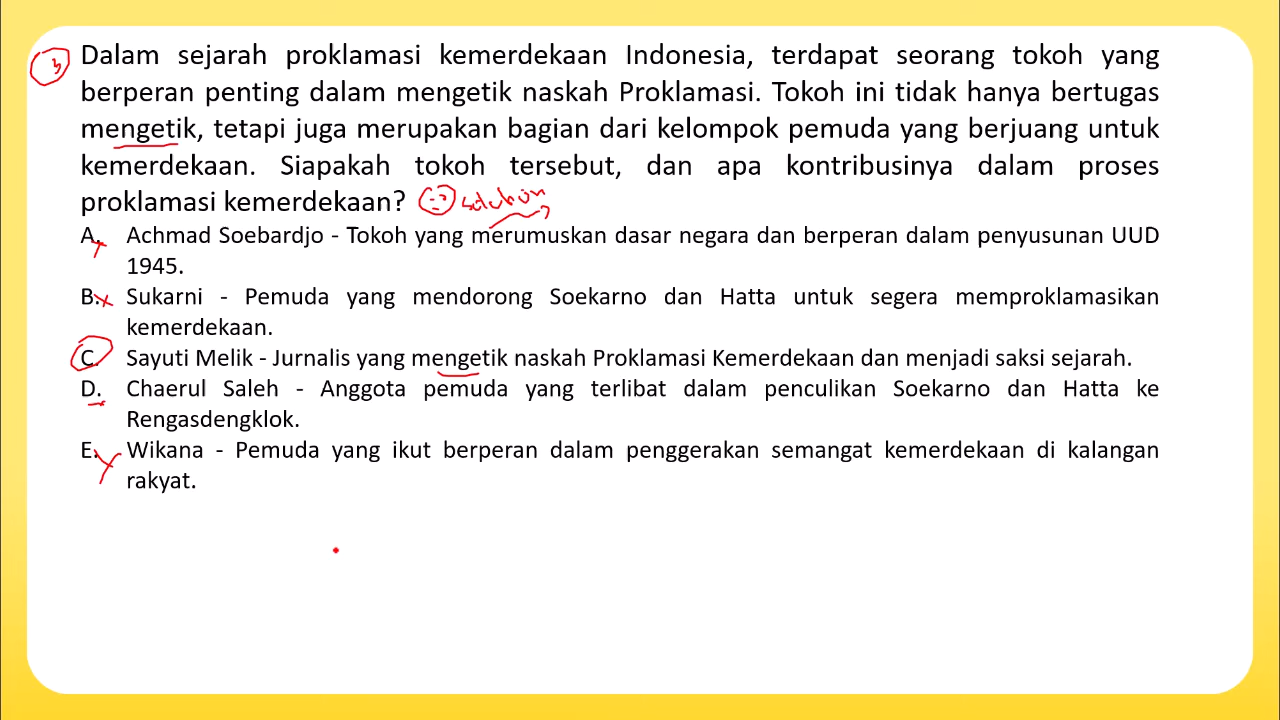 3
Dalam sejarah proklamasi kemerdekaan Indonesia, terdapat seorang tokoh yang
berperan penting dalam mengetik naskah Proklamasi. Tokoh ini tidak hanya bertugas
mengetik, tetapi juga merupakan bagian dari kelompok pemuda yang berjuang untuk
kemerdekaan. Siapakah tokoh tersebut, dan apa kontribusinya dalam proses
proklamasi kemerdekaan?
A. Achmad Soebardjo - Tokoh yang merumuskan dasar negara dan berperan dalam penyusunan UUD
1945.
B. Sukarni - Pemuda yang mendorong Soekarno dan Hatta untuk segera memproklamasikan
kemerdekaan.
C. Sayuti Melik - Jurnalis yang mengetik naskah Proklamasi Kemerdekaan dan menjadi saksi sejarah.
D. Chaerul Saleh - Anggota pemuda yang terlibat dalam penculikan Soekarno dan Hatta ke
Rengasdengklok.
E. Wikana - Pemuda yang ikut berperan dalam penggerakan semangat kemerdekaan di kalangan
rakyat.